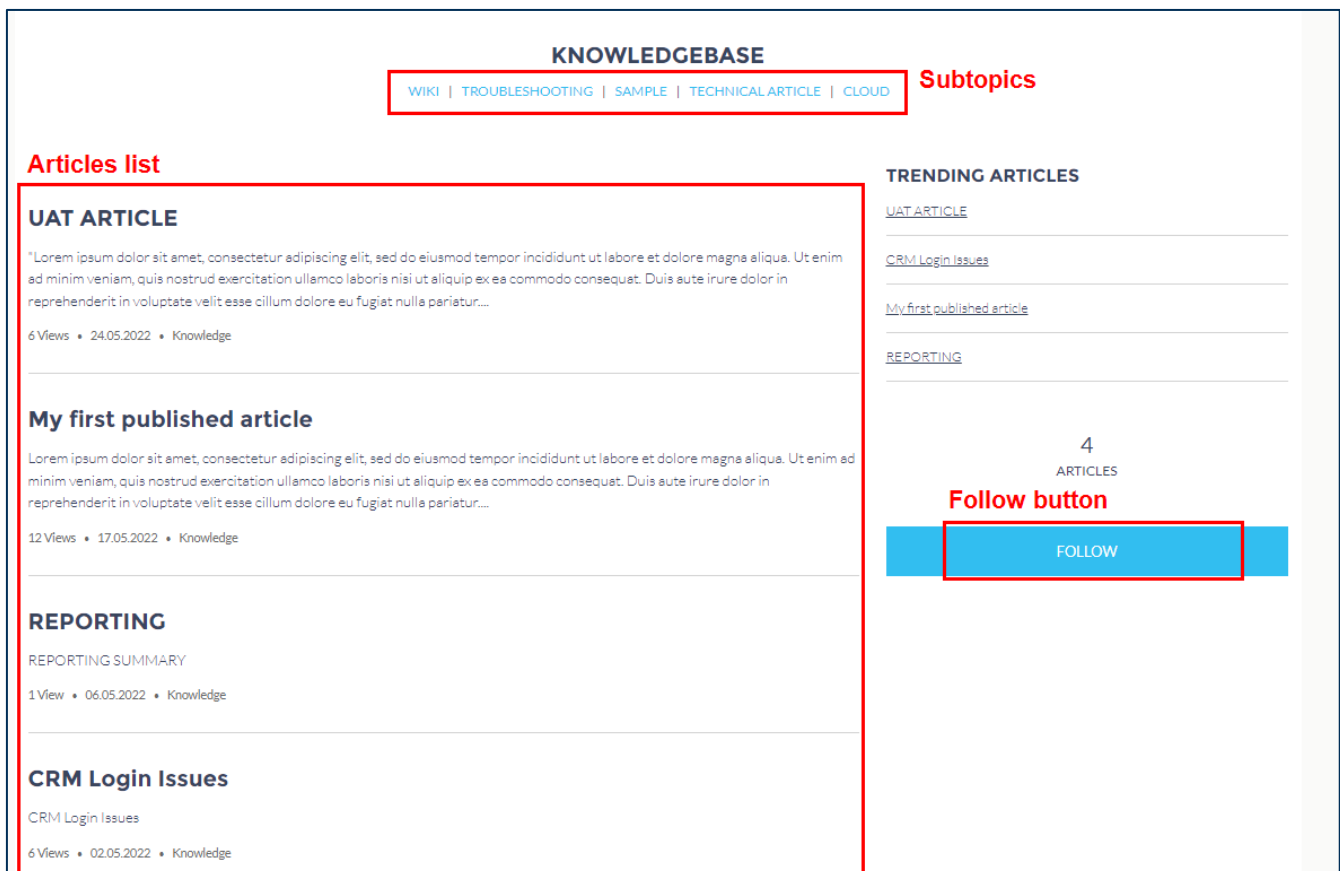 KNOWLEDGEBASE
WIKI | TROUBLESHOOTING | SAMPLE | TECHNICAL ARTICLE | CLOUD
Subtopics
Articles list
UAT ARTICLE
"Lorem ipsum dolor sit amet, consectetur adipiscing elit, sed do eiusmod tempor incididunt ut labore et dolore magna aliqua. Ut enim
ad minim veniam, quis nostrud exercitation ullamco laboris nisi ut aliquip ex ea commodo consequat. Duis aute irure dolor in
reprehenderit in voluptate velit esse cillum dolore eu fugiat nulla pariatur....
6 Views • 24.05.2022 • Knowledge
My first published article
Lorem ipsum dolor sit amet, consectetur adipiscing elit, sed do eiusmod tempor incididunt ut labore et dolore magna aliqua. Ut enim ad
minim veniam, quis nostrud exercitation ullamco laboris nisi ut aliquip ex ea commodo consequat. Duis aute irure dolor in
reprehenderit in voluptate velit esse cillum dolore eu fugiat nulla pariatur....
12 Views • 17.05.2022 • Knowledge
REPORTING
REPORTING SUMMARY
1 View • 06.05.2022 • Knowledge
CRM Login Issues
CRM Login Issues
6 Views • 02.05.2022 • Knowledge
TRENDING ARTICLES
UAT ARTICLE
CRM Login Issues
My first published article
REPORTING
4
ARTICLES
Follow button
FOLLOW